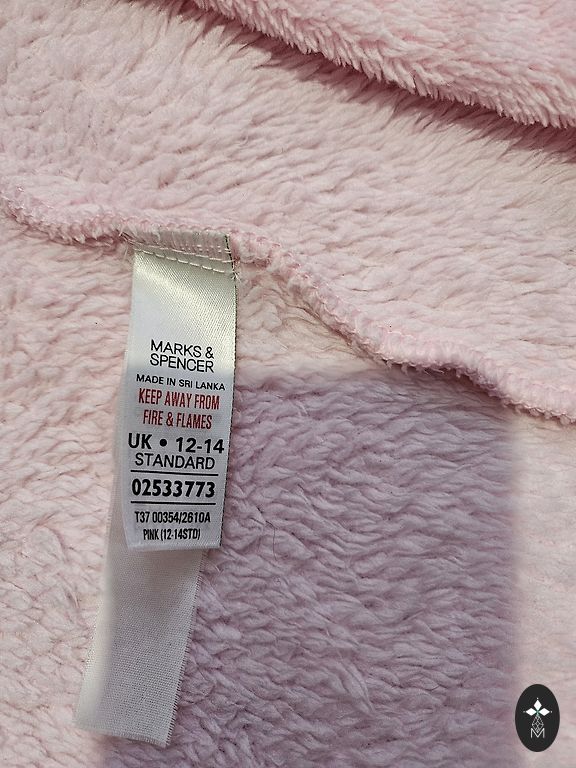 MARKS &
SPENCER
MADE IN SRI LANKA
KEEP AWAY FROM
FIRE & FLAMES
UK • 12-14
STANDARD
02533773
T37 00354/2610A
PINK (12-14STD)
M